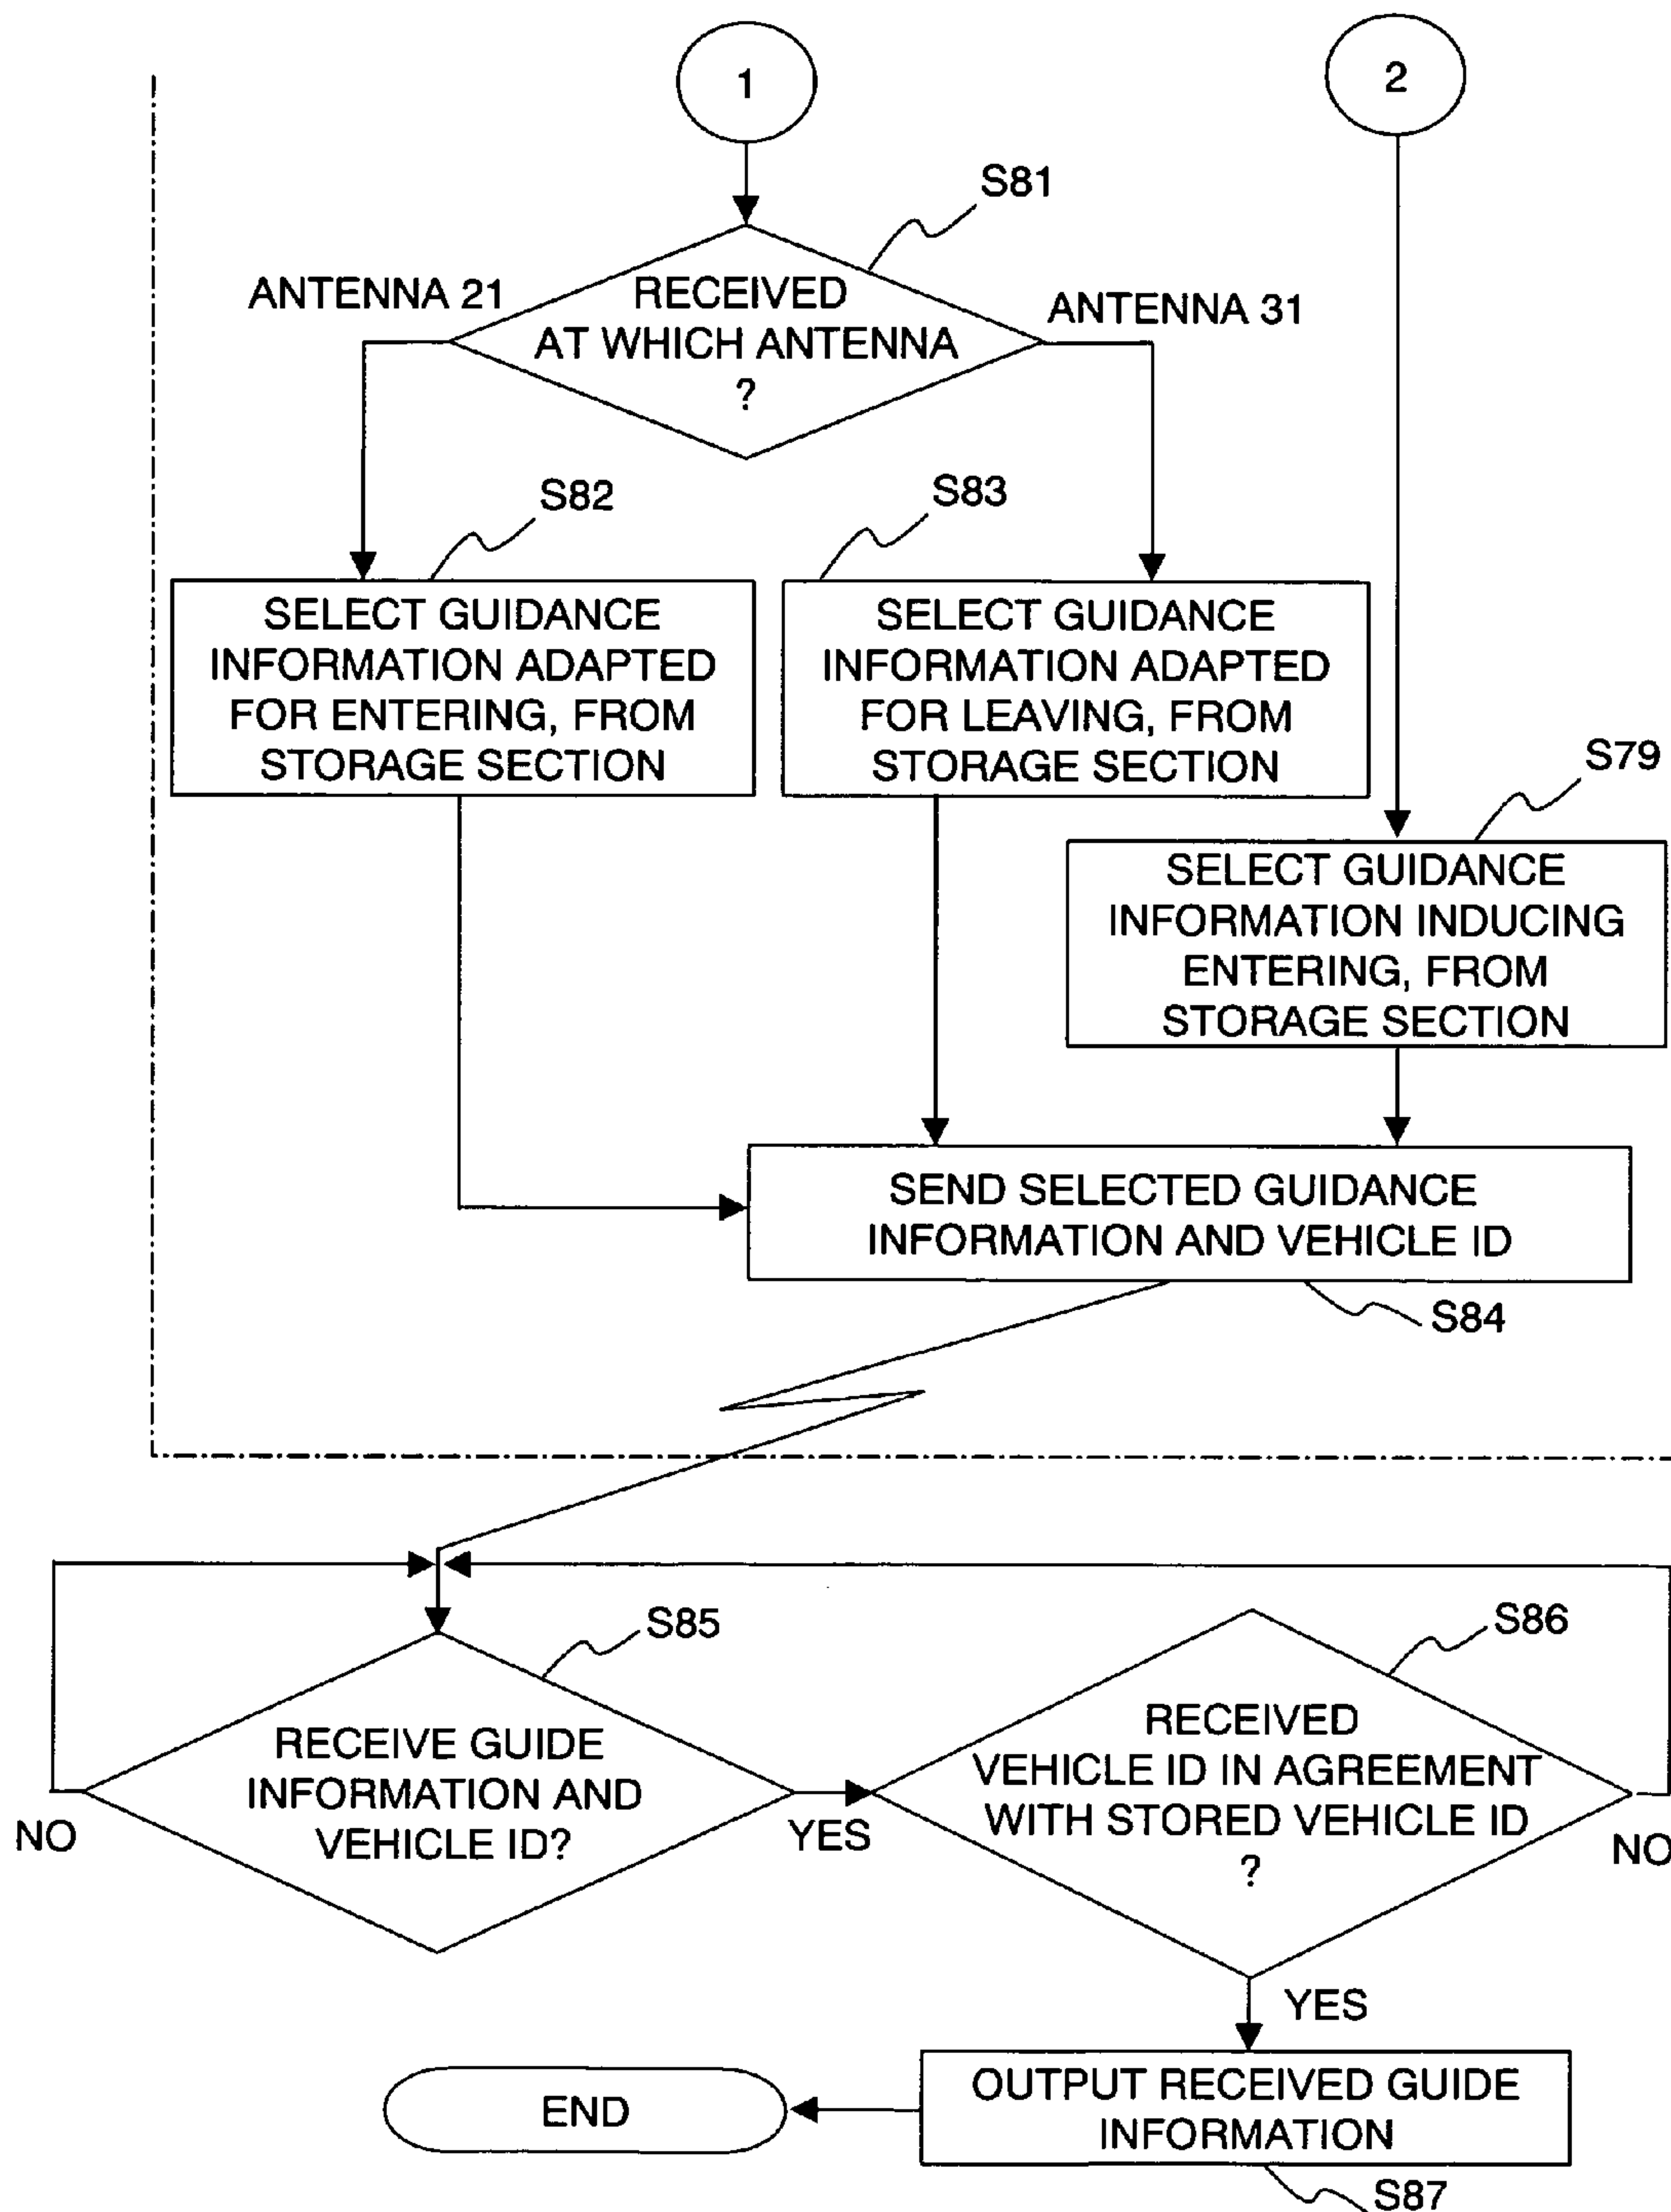 1
2
S81
ANTENNA 21
RECEIVED
AT WHICH ANTENNA
?
ANTENNA 31
S82
S83
SELECT GUIDANCE
INFORMATION ADAPTED
FOR ENTERING, FROM
STORAGE SECTION
SELECT GUIDANCE
INFORMATION ADAPTED
FOR LEAVING, FROM
STORAGE SECTION
S79
SELECT GUIDANCE
INFORMATION INDUCING
ENTERING, FROM
STORAGE SECTION
SEND SELECTED GUIDANCE
INFORMATION AND VEHICLE ID
S84
S85
S86
RECEIVE GUIDE
INFORMATION AND
VEHICLE ID?
NO
YES
RECEIVED
VEHICLE ID IN AGREEMENT
WITH STORED VEHICLE ID
?
NO
YES
OUTPUT RECEIVED GUIDE
INFORMATION
END
S87